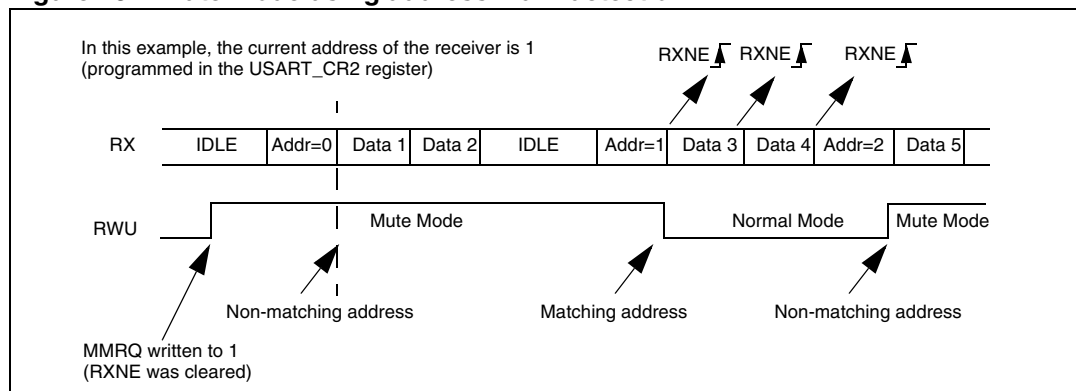 In this example, the current address of the receiver is 1
(programmed in the USART_CR2 register)
RXNE RXNE RXNE
RX IDLE Addr=0 Data 1 Data 2 IDLE Addr=1 Data 3 Data 4 Addr=2 Data 5
RWU Mute Mode Normal Mode Mute Mode
Non-matching address Matching address Non-matching address
MMRQ written to 1
(RXNE was cleared)